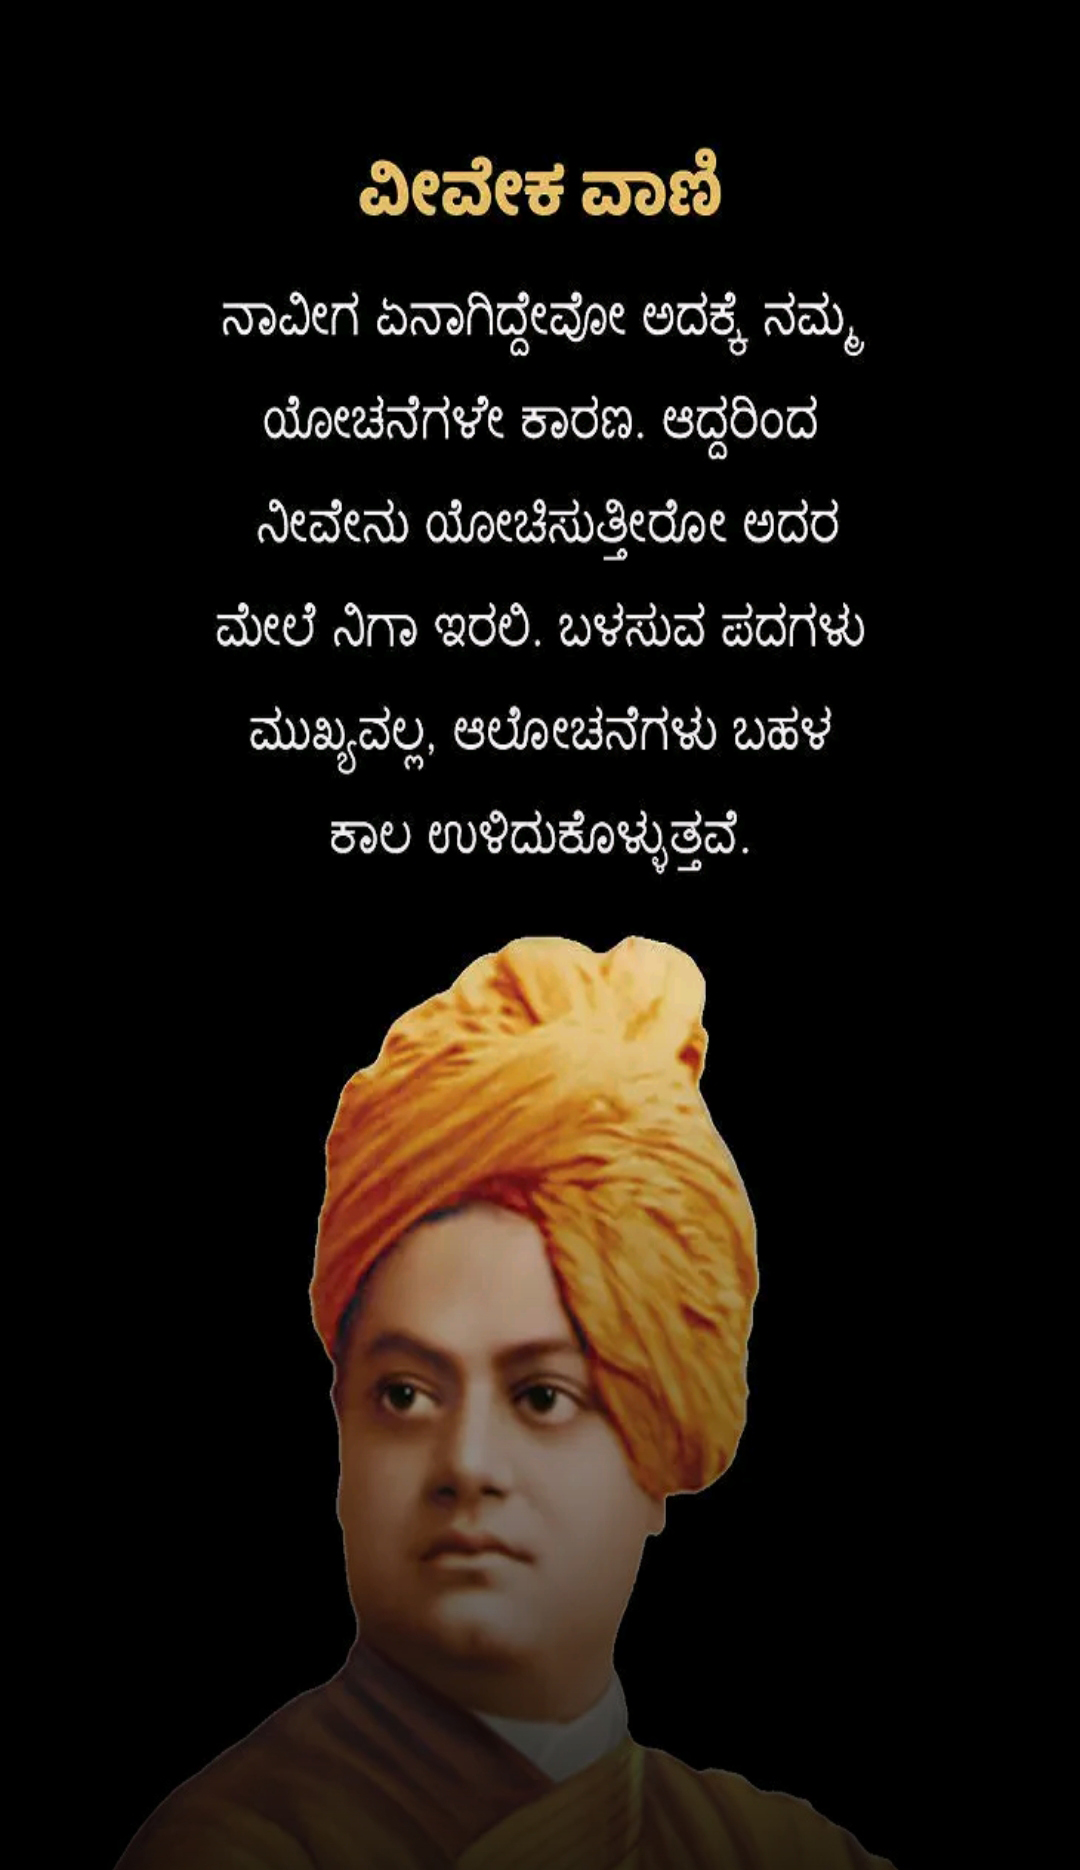 ವೀವೇಕ ವಾಣಿ
ನಾವೀಗ ಏನಾಗಿದ್ದೇವೋ ಅದಕ್ಕೆ ನಮ್ಮ
ಯೋಚನೆಗಳೇ ಕಾರಣ. ಆದ್ದರಿಂದ
ನೀವೇನು ಯೋಚಿಸುತ್ತೀರೋ ಅದರ
ಮೇಲೆ ನಿಗಾ ಇರಲಿ. ಬಳಸುವ ಪದಗಳು
ಮುಖ್ಯವಲ್ಲ, ಆಲೋಚನೆಗಳು ಬಹಳ
ಕಾಲ ಉಳಿದುಕೊಳ್ಳುತ್ತವೆ.